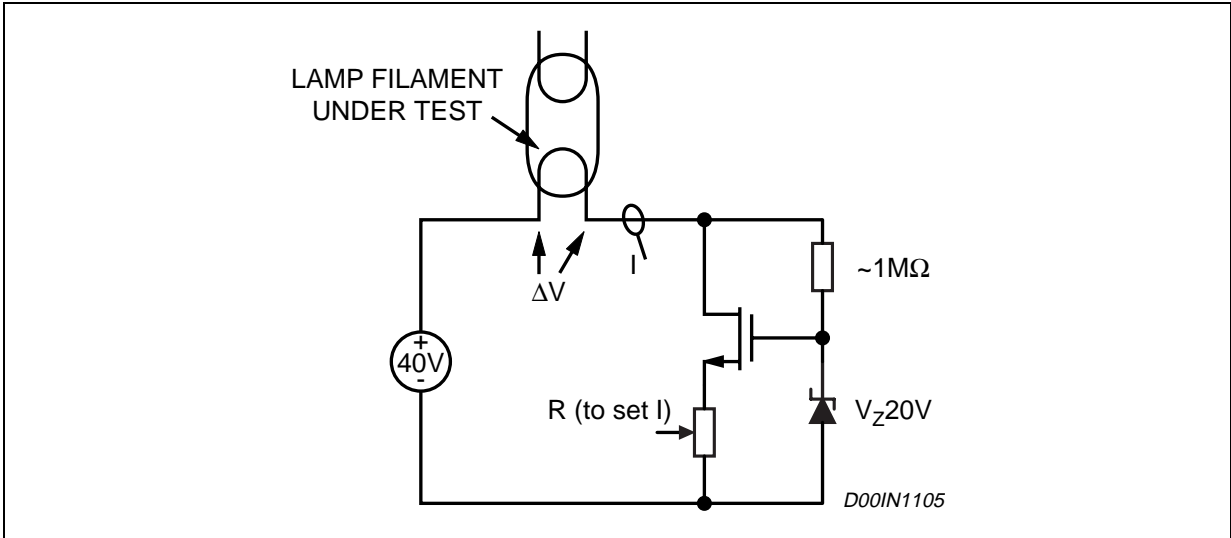 LAMP FILAMENT
UNDER TEST
ΔV
I
~1MΩ
+
40V
-
R (to set I)
VZ20V
D00IN1105